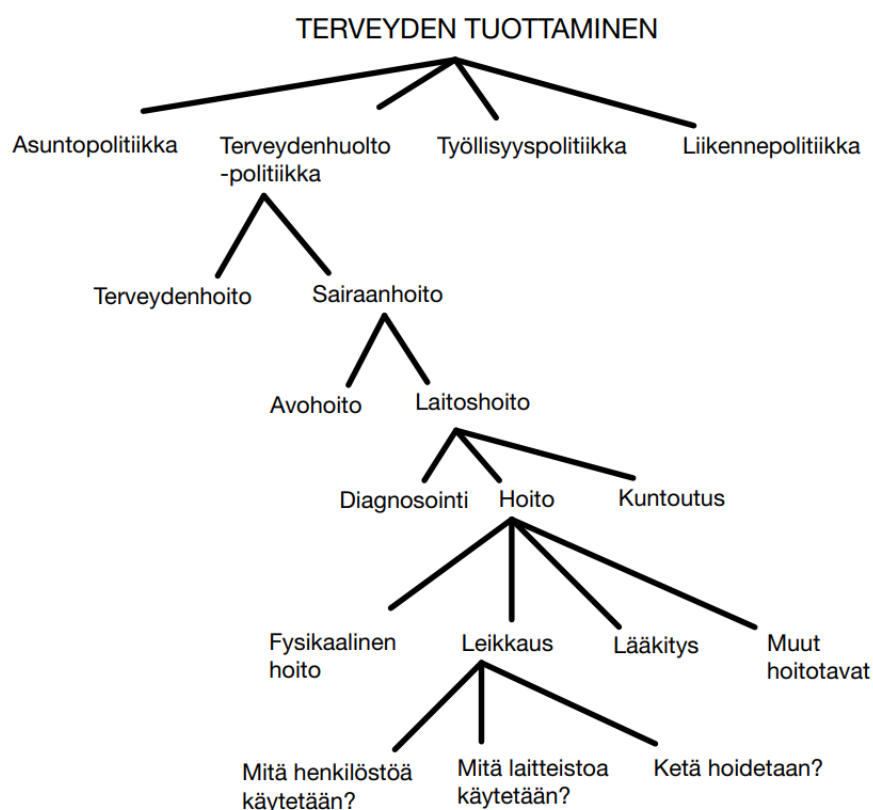 TERVEYDEN TUOTTAMINEN
Asuntopolitiikka
Terveydenhuolto
-politiikka
Työllisyyspolitiikka
Liikennepolitiikka
Terveydenhoito
Sairaanhoito
Avohoito
Laitoshoito
Diagnosointi
Hoito
Kuntoutus
Fysikaalinen
hoito
Leikkaus
Lääkitys
Muut
hoitotavat
Mitä henkilöstöä
käytetään?
Mitä laitteistoa
käytetään?
Ketä hoidetaan?